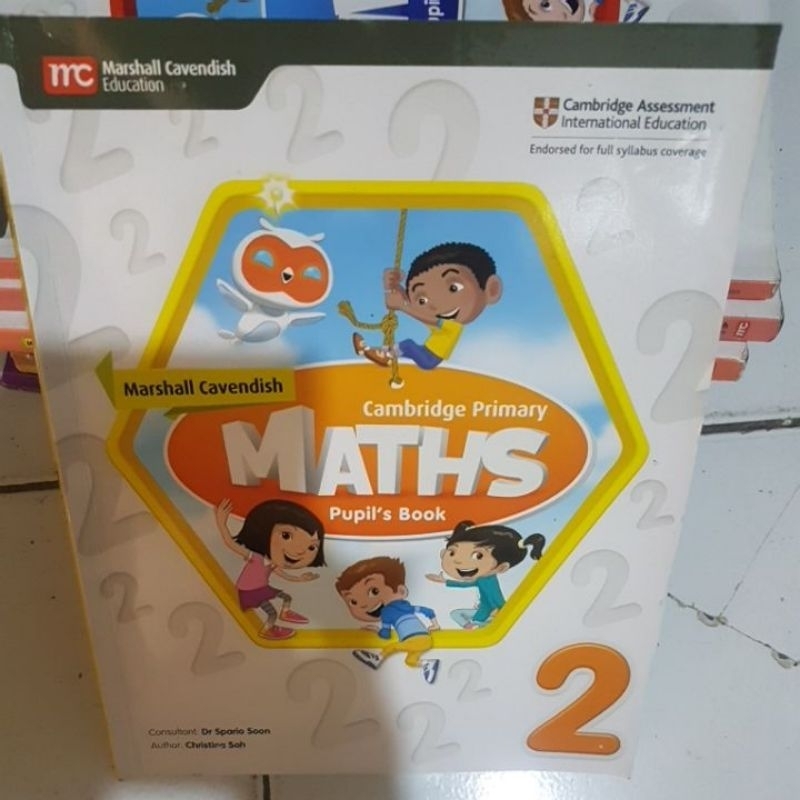 mc Marshall Cavendish
Education
Cambridge Assessment
International Education
Endorsed for full syllabus coverage
Marshall Cavendish
Cambridge Primary
MATHS
Pupil's Book
2
Consultant: Dr Spario Soon
Author: Christina Soh